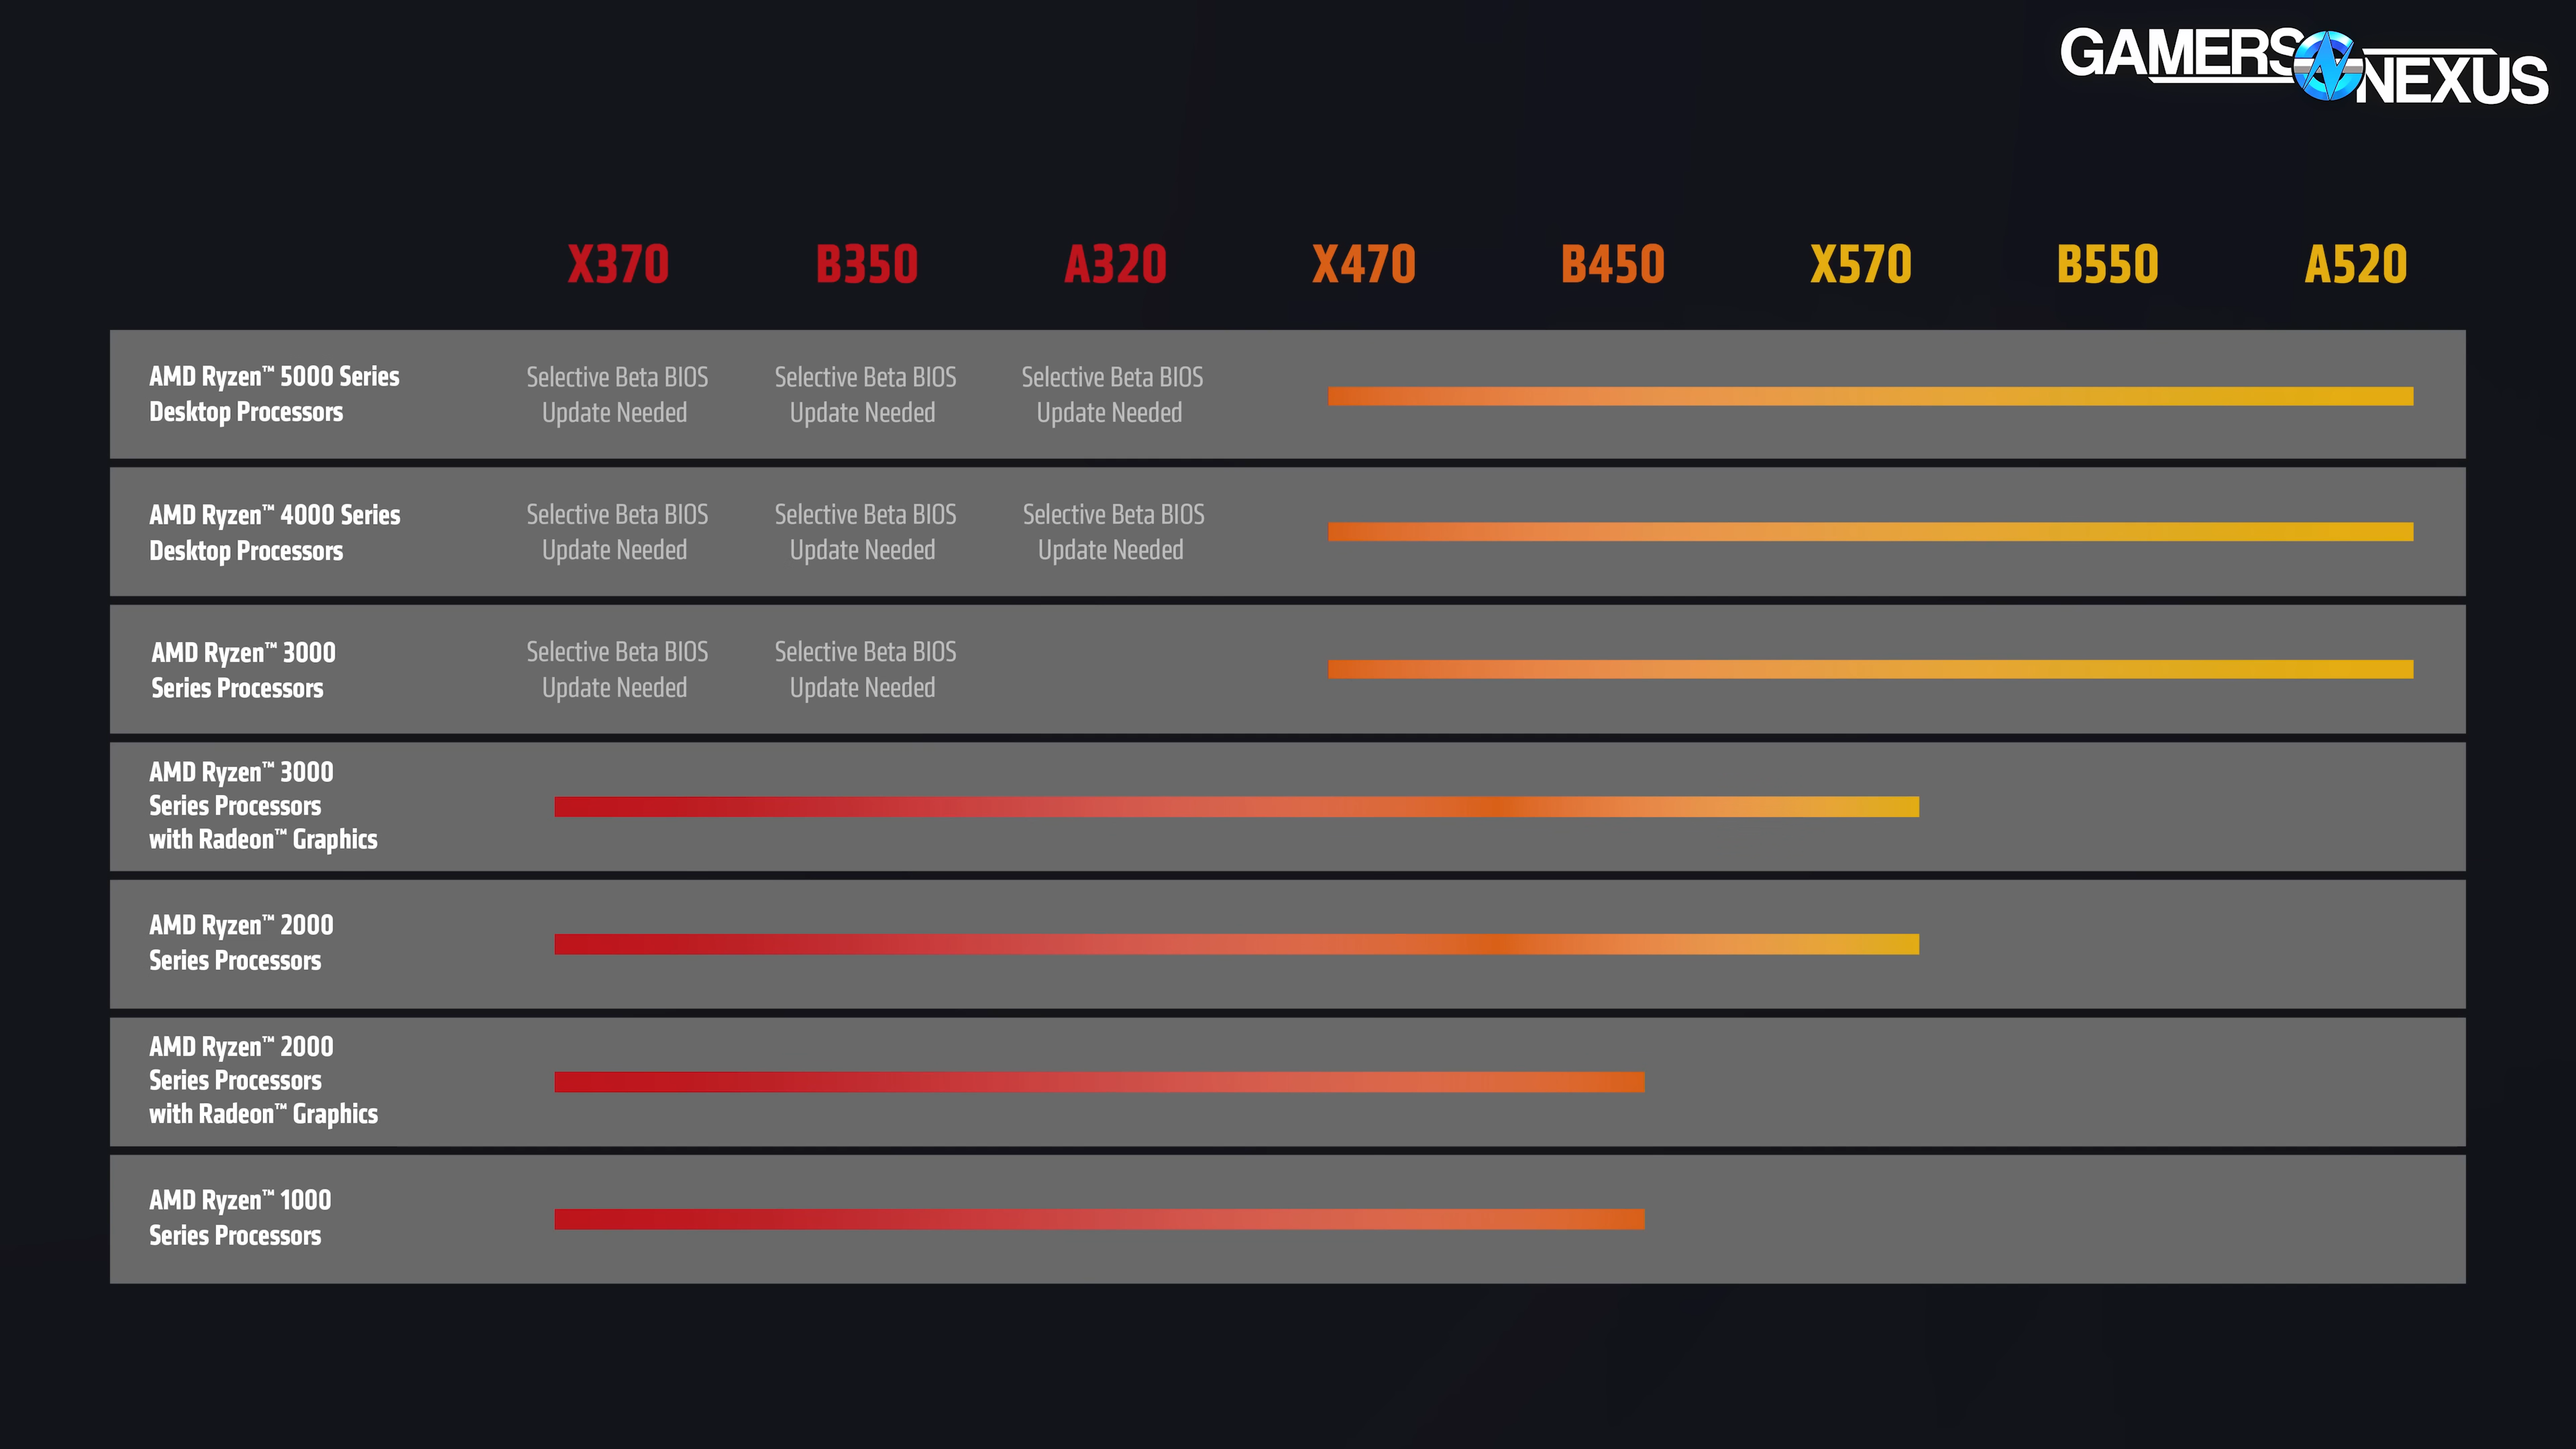 GAMERS NEXUS
X370 B350 A320 X470 B450 X570 B550 A520
AMD Ryzen™ 5000 Series
Desktop Processors
Selective Beta BIOS
Update Needed
Selective Beta BIOS
Update Needed
Selective Beta BIOS
Update Needed
AMD Ryzen™ 4000 Series
Desktop Processors
Selective Beta BIOS
Update Needed
Selective Beta BIOS
Update Needed
Selective Beta BIOS
Update Needed
AMD Ryzen™ 3000
Series Processors
Selective Beta BIOS
Update Needed
Selective Beta BIOS
Update Needed
AMD Ryzen™ 3000
Series Processors
with Radeon™ Graphics
AMD Ryzen™ 2000
Series Processors
AMD Ryzen™ 2000
Series Processors
with Radeon™ Graphics
AMD Ryzen™ 1000
Series Processors